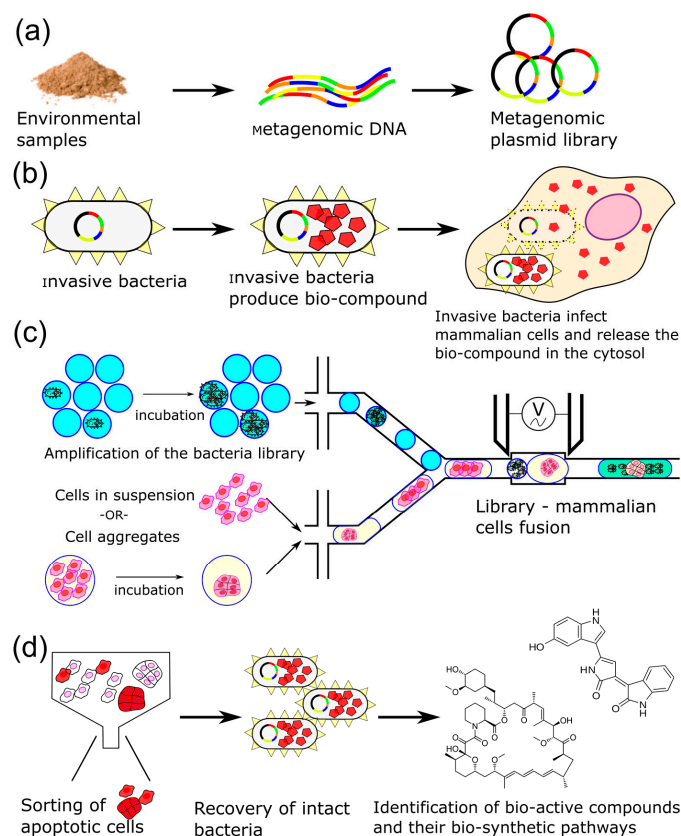 (a)
Environmental
samples
Metagenomic DNA
Metagenomic
plasmid library
(b)
Invasive bacteria
Invasive bacteria
produce bio-compound
Invasive bacteria infect
mammalian cells and release the
bio-compound in the cytosol
(c)
incubation
Amplification of the bacteria library
Cells in suspension
-OR-
Cell aggregates
incubation
V
Library - mammalian
cells fusion
(d)
Sorting of
apoptotic cells
Recovery of intact
bacteria
HO
O
N
O
O
O
O
HO
O
O
O
OH
O
O
HO
H
N
HN
O
O
N
H
Identification of bio-active compounds
and their bio-synthetic pathways